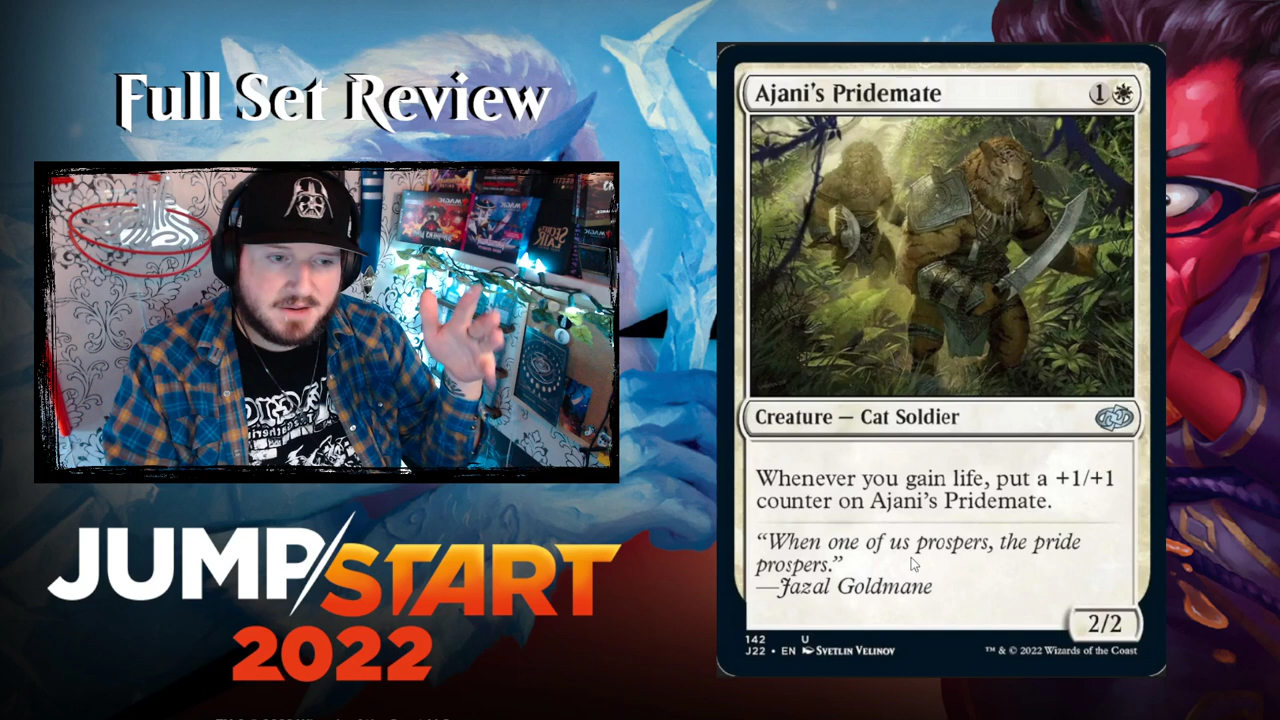 Full Set Review
JUMP/START
2022
Ajani's Pridemate
1
Creature — Cat Soldier
Whenever you gain life, put a +1/+1
counter on Ajani's Pridemate.
“When one of us prospers, the pride
prospers.”
—Jazal Goldmane
2/2
142 U
J22 • EN Svetlin Velinov
™ & © 2022 Wizards of the Coast